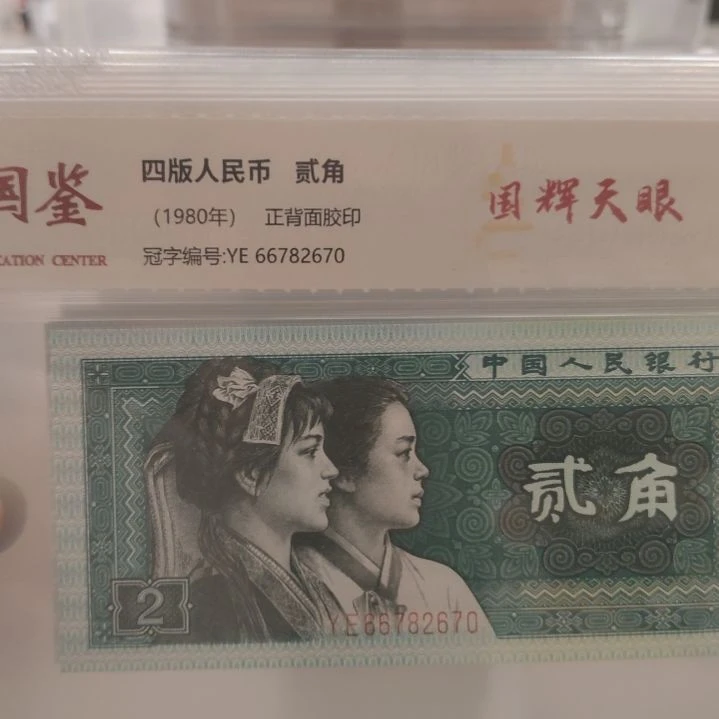 国鉴
CATION CENTER
四版人民币 贰角
（1980年） 正背面胶印
冠字编号:YE 66782670
国辉天眼
中国人民银行
贰角
2
YE66782670